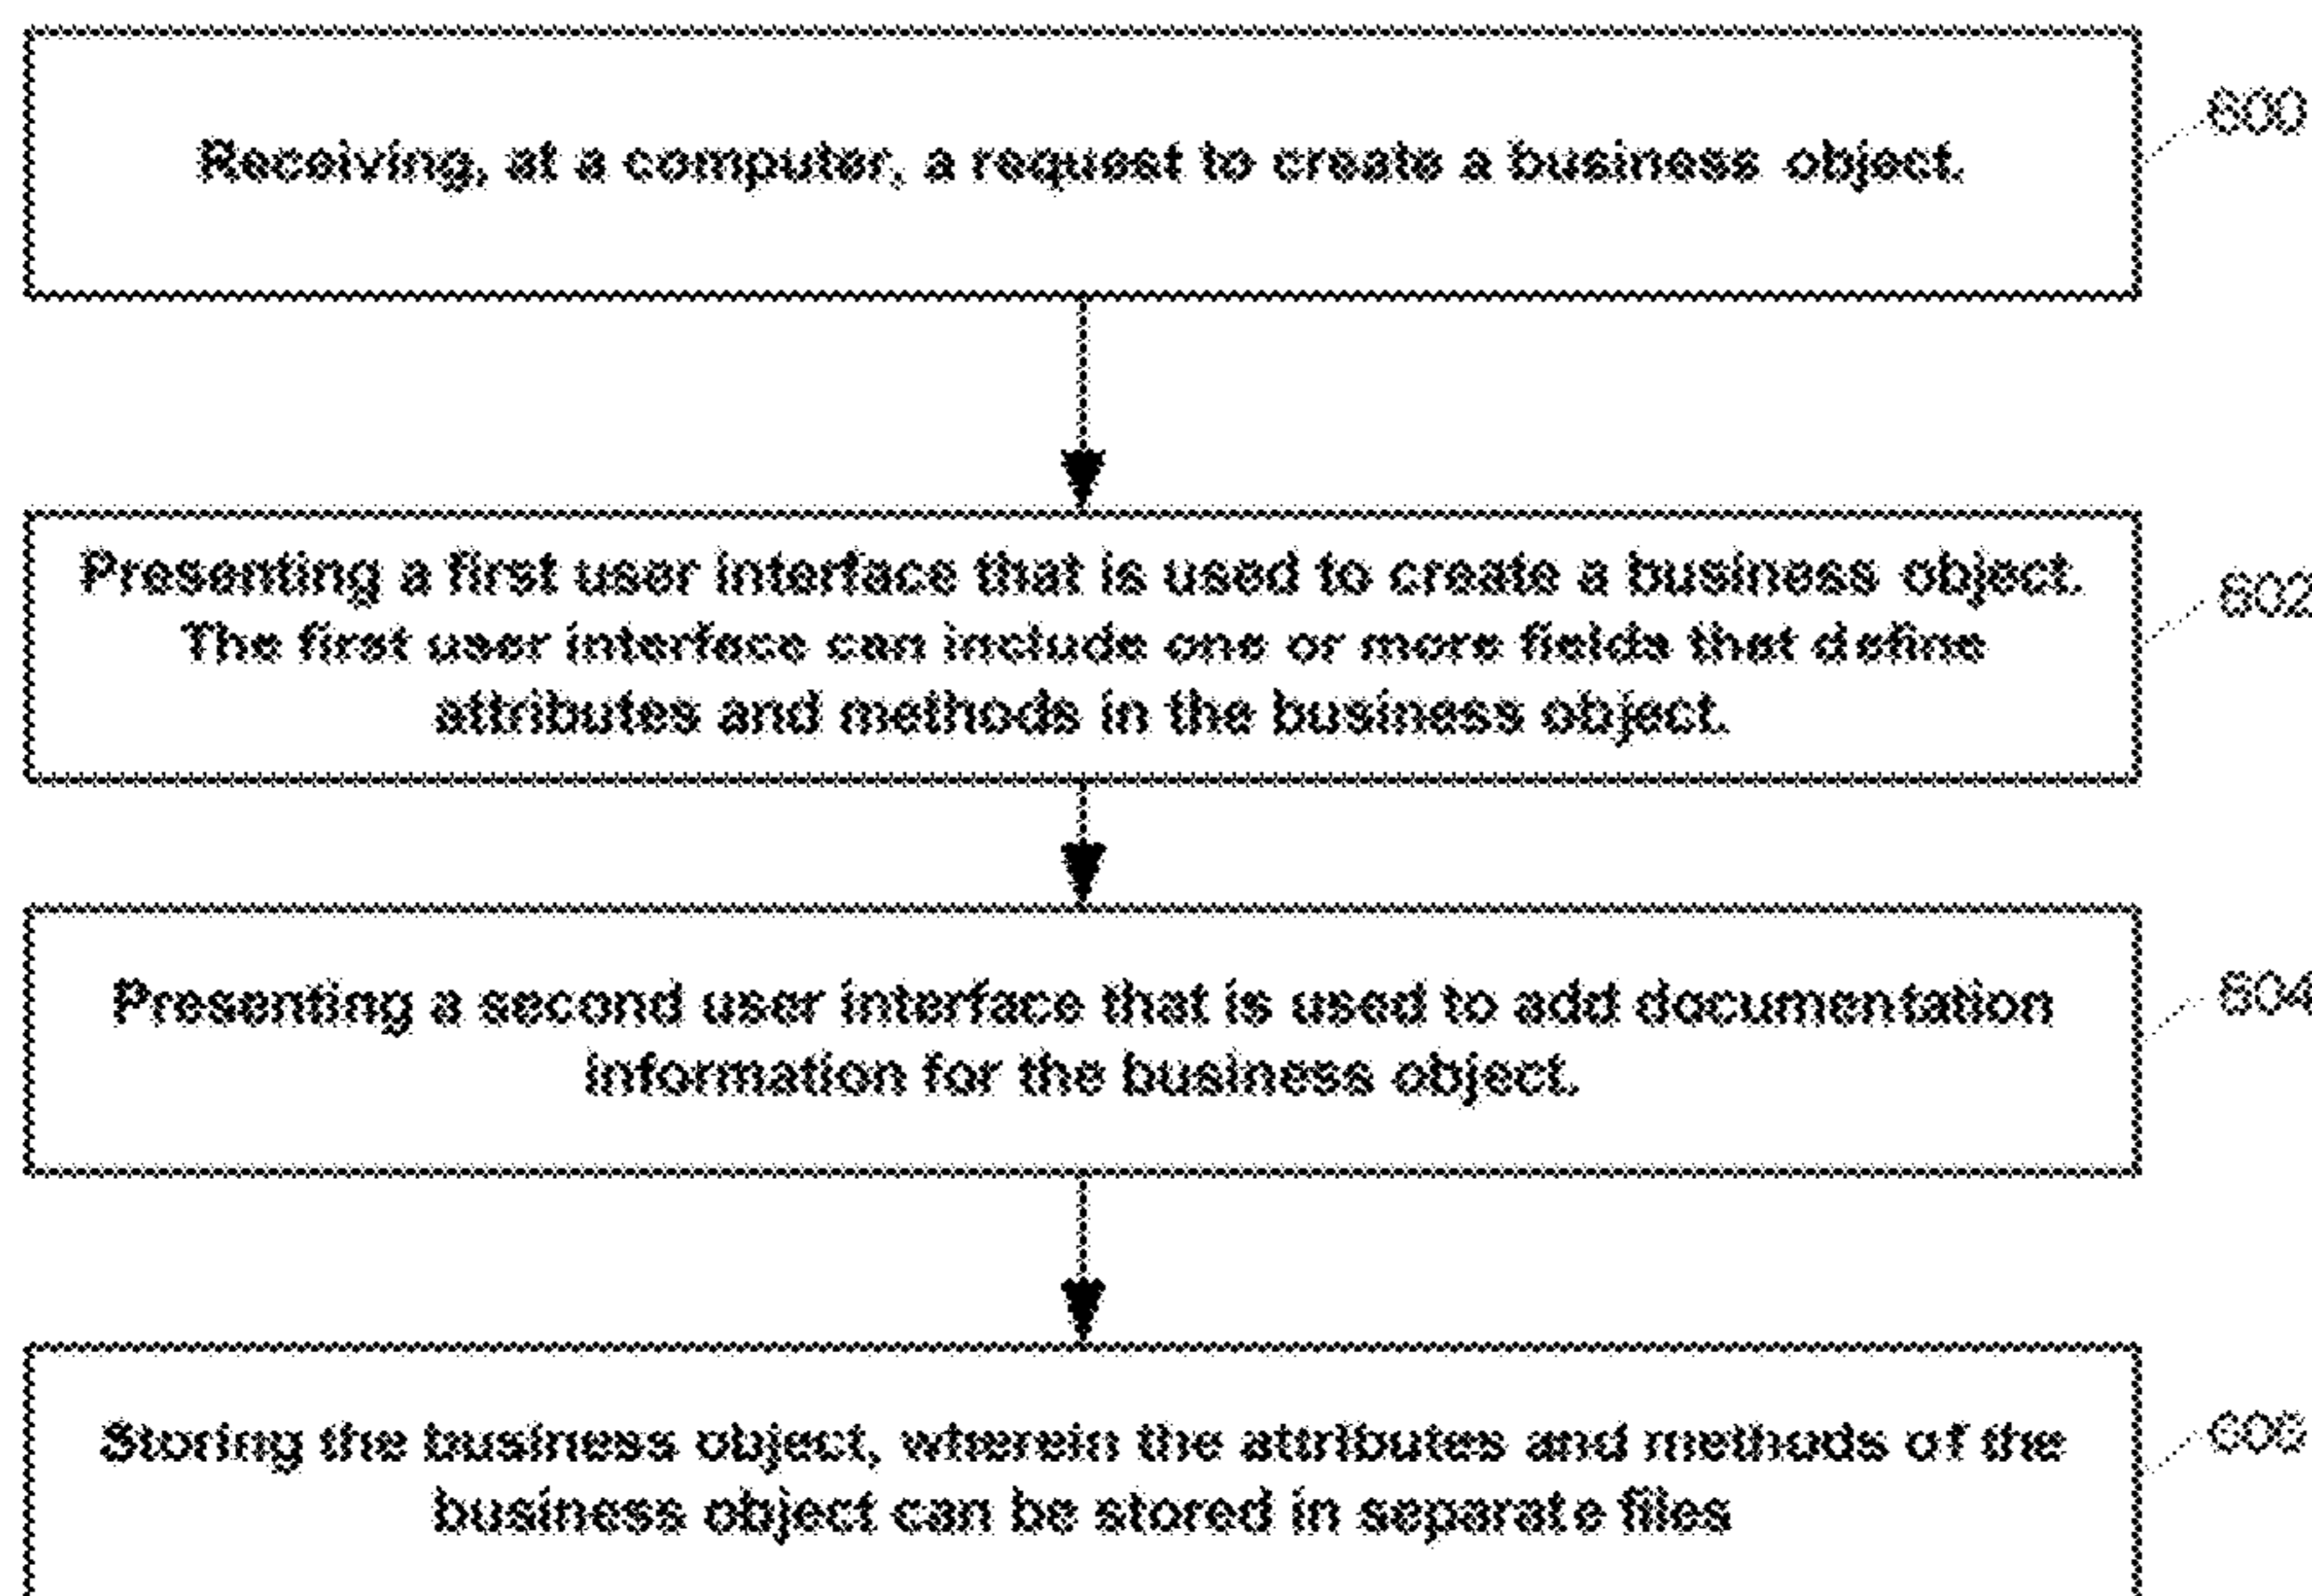 Receiving, at a computer, a request to create a business object.
600
Presenting a first user interface that is used to create a business object.
The first user interface can include one or more fields that define
attributes and methods in the business object.
602
Presenting a second user interface that is used to add documentation
information for the business object.
604
Storing the business object, wherein the attributes and methods of the
business object can be stored in separate files
606